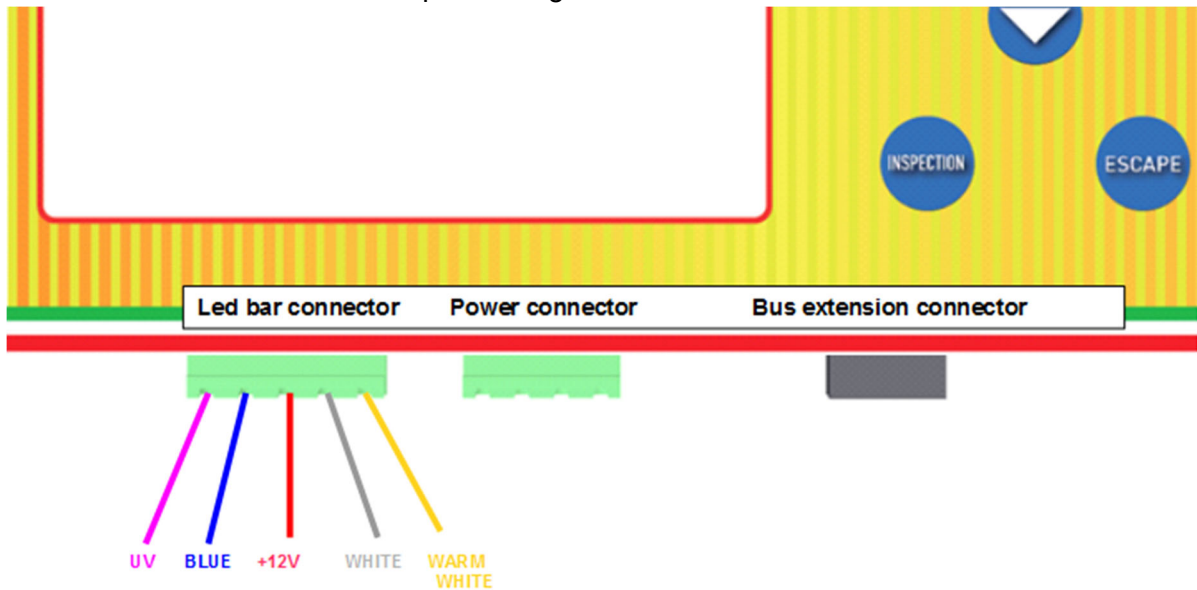 INSPECTION
ESCAPE
Led bar connector Power connector Bus extension connector
UV BLUE +12V WHITE WARM
WHITE